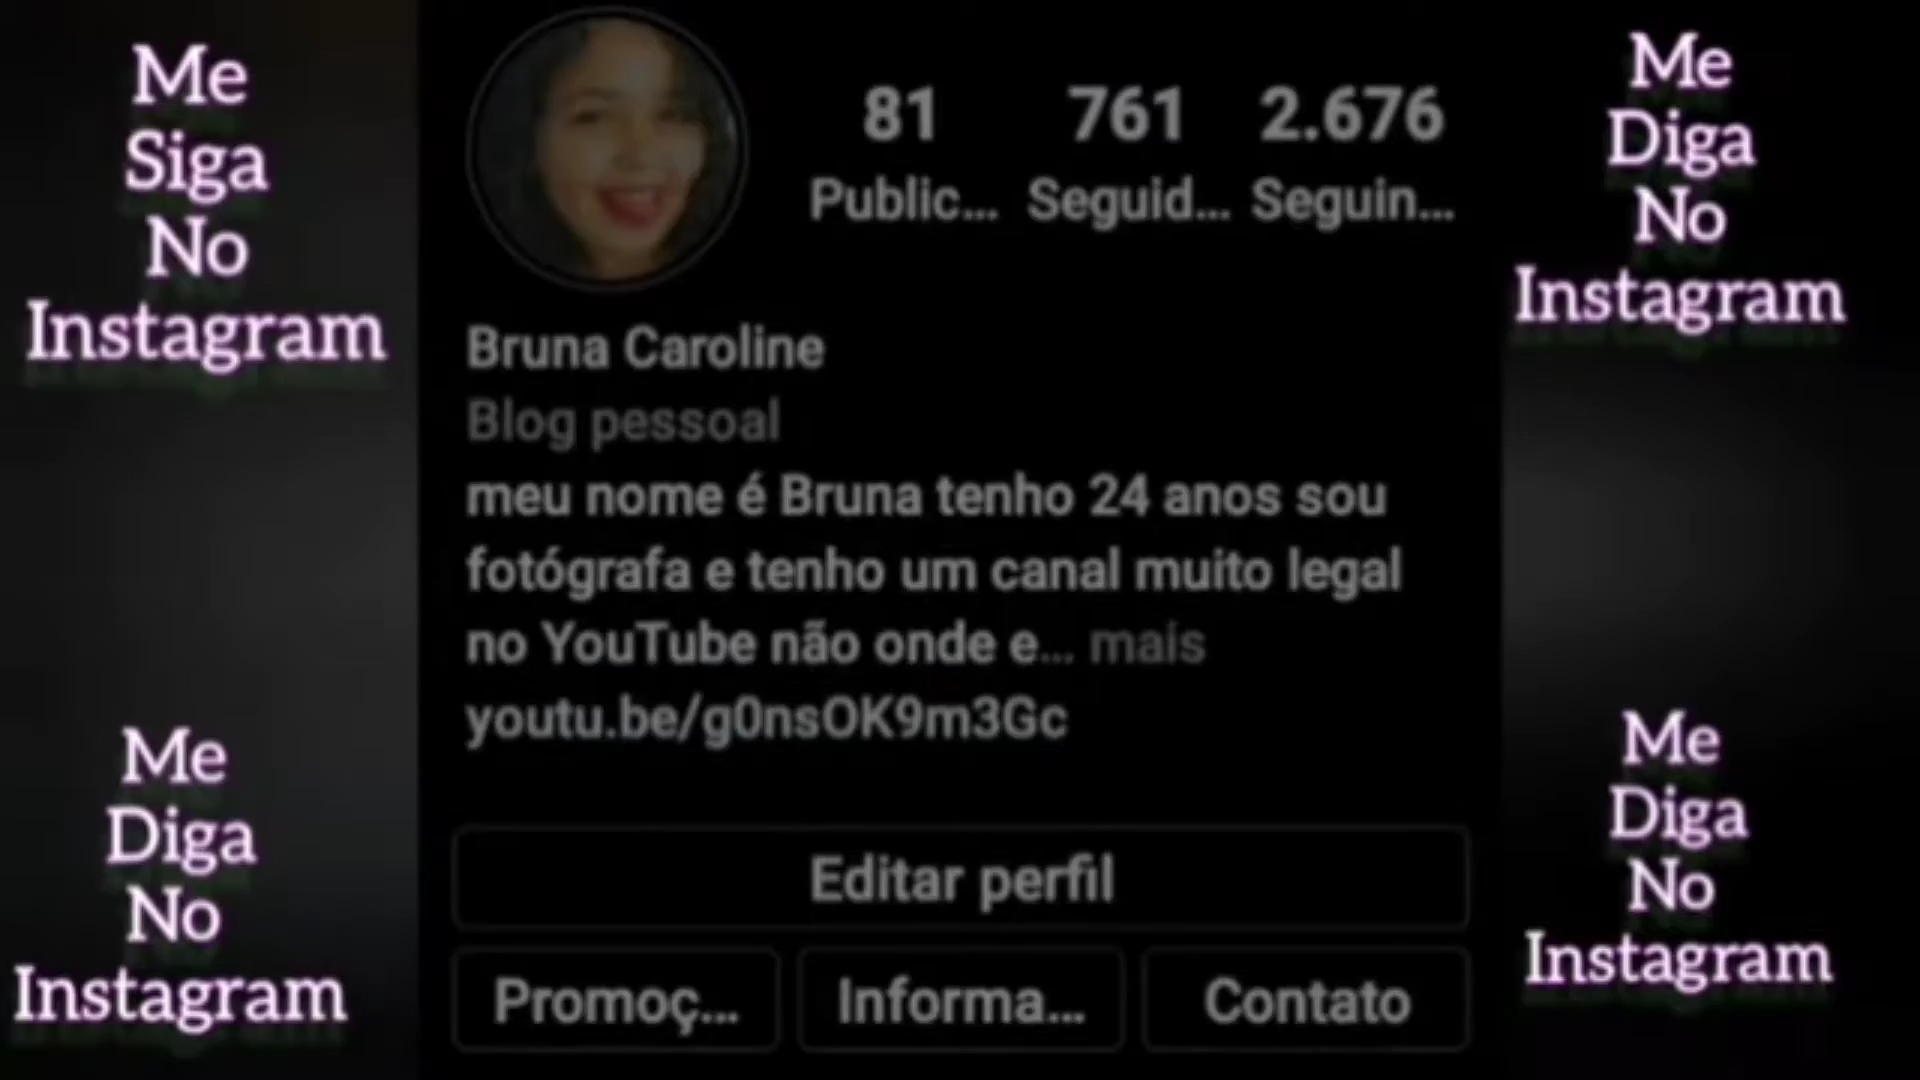 Me
Siga
No
Instagram
Me
Diga
No
Instagram
81 761 2.676
Public... Seguid... Seguin...
Bruna Caroline
Blog pessoal
meu nome é Bruna tenho 24 anos sou
fotógrafa e tenho um canal muito legal
no YouTube não onde e... mais
youtu.be/g0nsOK9m3Gc
Editar perfil
Promoç... Informa... Contato
Me
Diga
No
Instagram
Me
Diga
No
Instagram